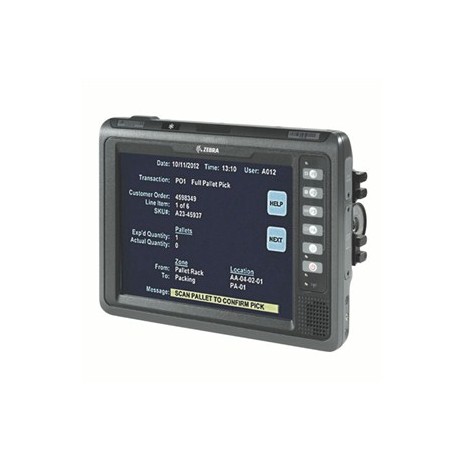 ZEBRA
Date: 10/11/2012 Time: 13:10 User: A012
Transaction: PO1 Full Pallet Pick
Customer Order: 4598349
Line Item: 1 of 6
SKU#: A23-45937
HELP
Pallets
Exp'd Quantity: 1
Actual Quantity: 0
NEXT
Zone Location
From: Pallet Rack AA-04-02-01
To: Packing PA-01
Message: SCAN PALLET TO CONFIRM PICK